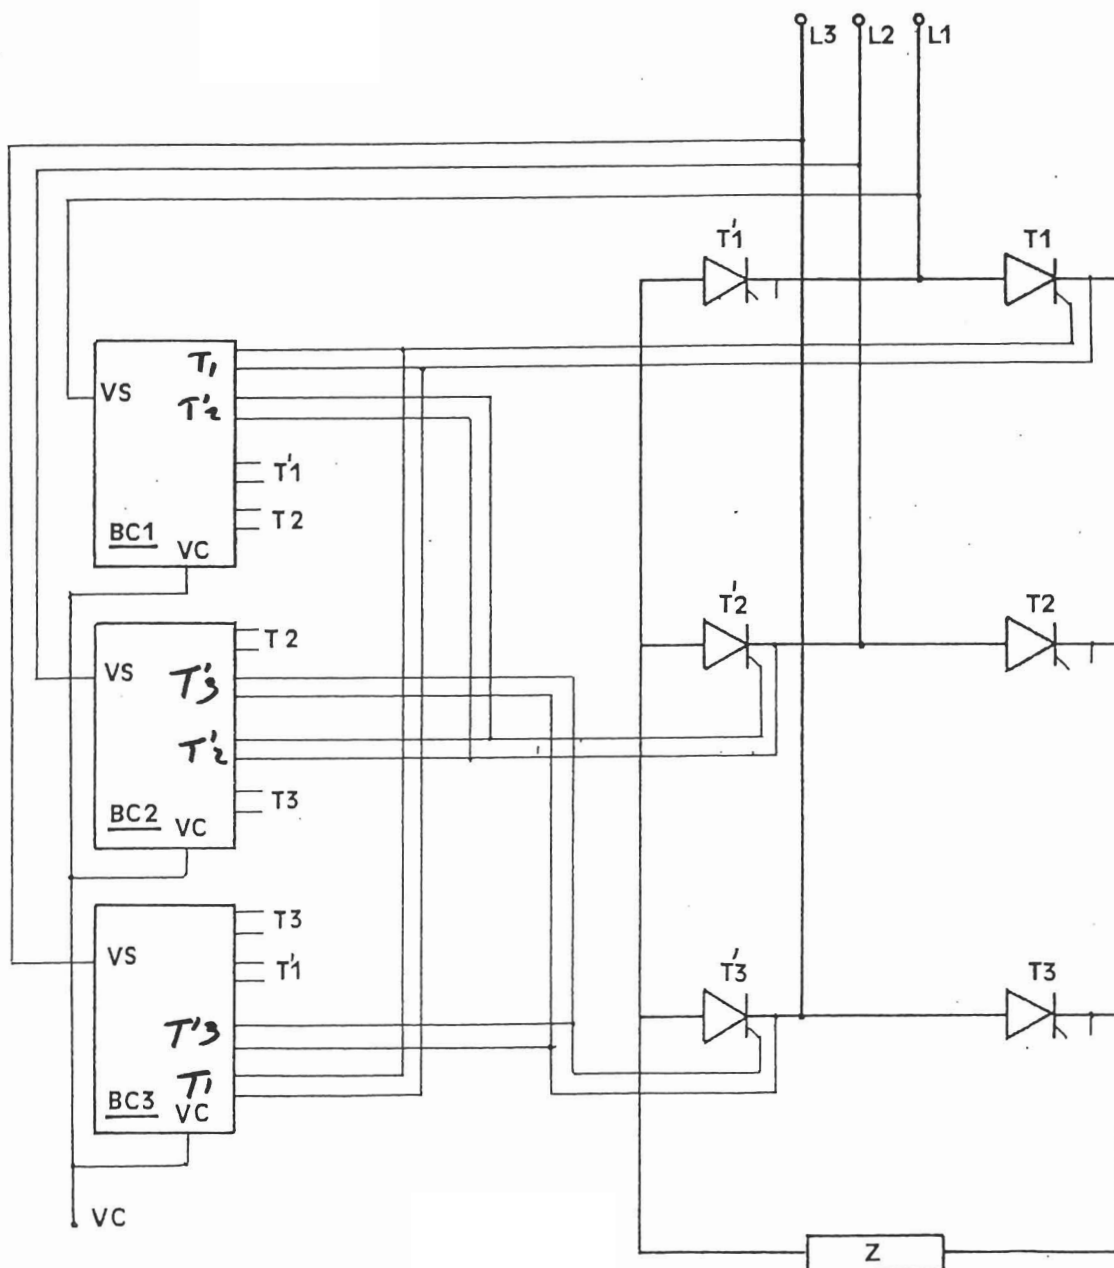 L3 L2 L1
T'1 T1
T1
VS
T'2
T'1
T2
BC1
VC
T'2 T2
T2
VS
T'3
T'2
T3
BC2
VC
T3
VS
T'1
T'3 T3
T'3
T1
BC3
VC
VC
Z